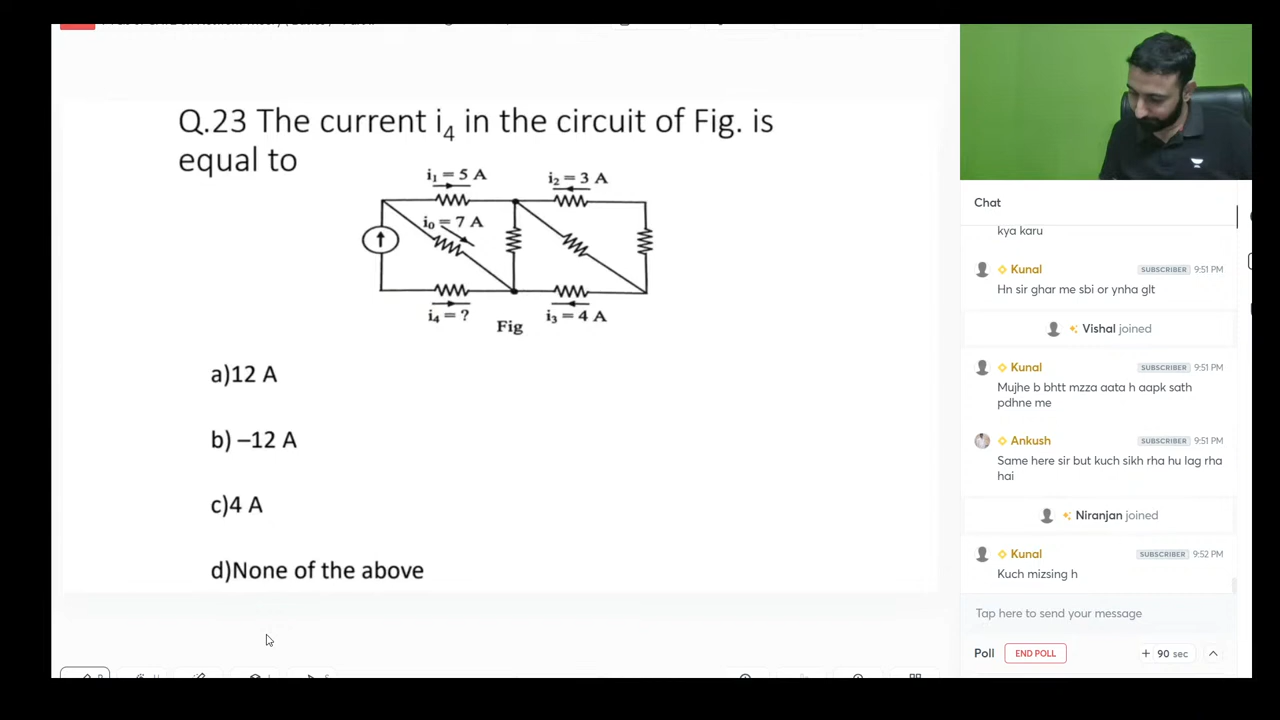 Q.23 The current i4 in the circuit of Fig. is
equal to
i1 = 5 A
i2 = 3 A
i0 = 7 A
i4 = ?
i3 = 4 A
Fig
a)12 A
b) –12 A
c)4 A
d)None of the above
Chat
kya karu
Kunal SUBSCRIBER 9:51 PM
Hn sir ghar me sbi or ynha glt
Vishal joined
Kunal SUBSCRIBER 9:51 PM
Mujhe b bhtt mzza aata h aapk sath
pdhne me
Ankush SUBSCRIBER 9:51 PM
Same here sir but kuch sikh rha hu lag rha
hai
Niranjan joined
Kunal SUBSCRIBER 9:52 PM
Kuch mizsing h
Tap here to send your message
Poll END POLL + 90 sec